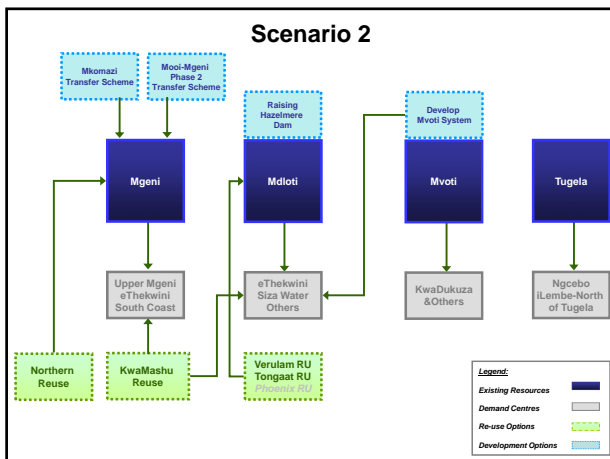 Scenario 2
Mkomazi
Transfer Scheme
Mooi-Mgeni
Phase 2
Transfer Scheme
Raising
Hazelmere
Dam
Develop
Mvoti System
Mgeni
Mdloti
Mvoti
Tugela
Upper Mgeni
eThekwini
South Coast
eThekwini
Siza Water
Others
KwaDukuza
&Others
Ngcebo
iLembe-North
of Tugela
Northern
Reuse
KwaMashu
Reuse
Verulam RU
Tongaat RU
Phoenix RU
Legend:
Existing Resources
Demand Centres
Re-use Options
Development Options